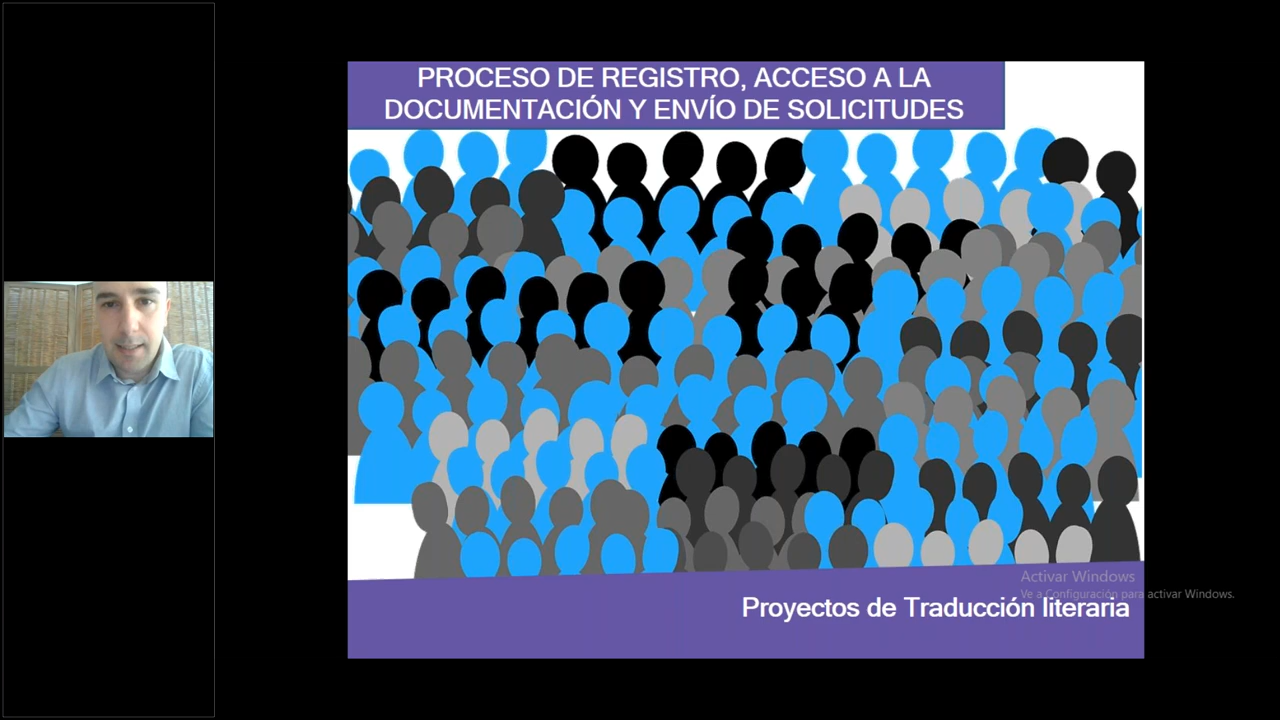 PROCESO DE REGISTRO, ACCESO A LA
DOCUMENTACIÓN Y ENVÍO DE SOLICITUDES
Activar Windows
Ve a Configuración para activar Windows.
Proyectos de Traducción literaria